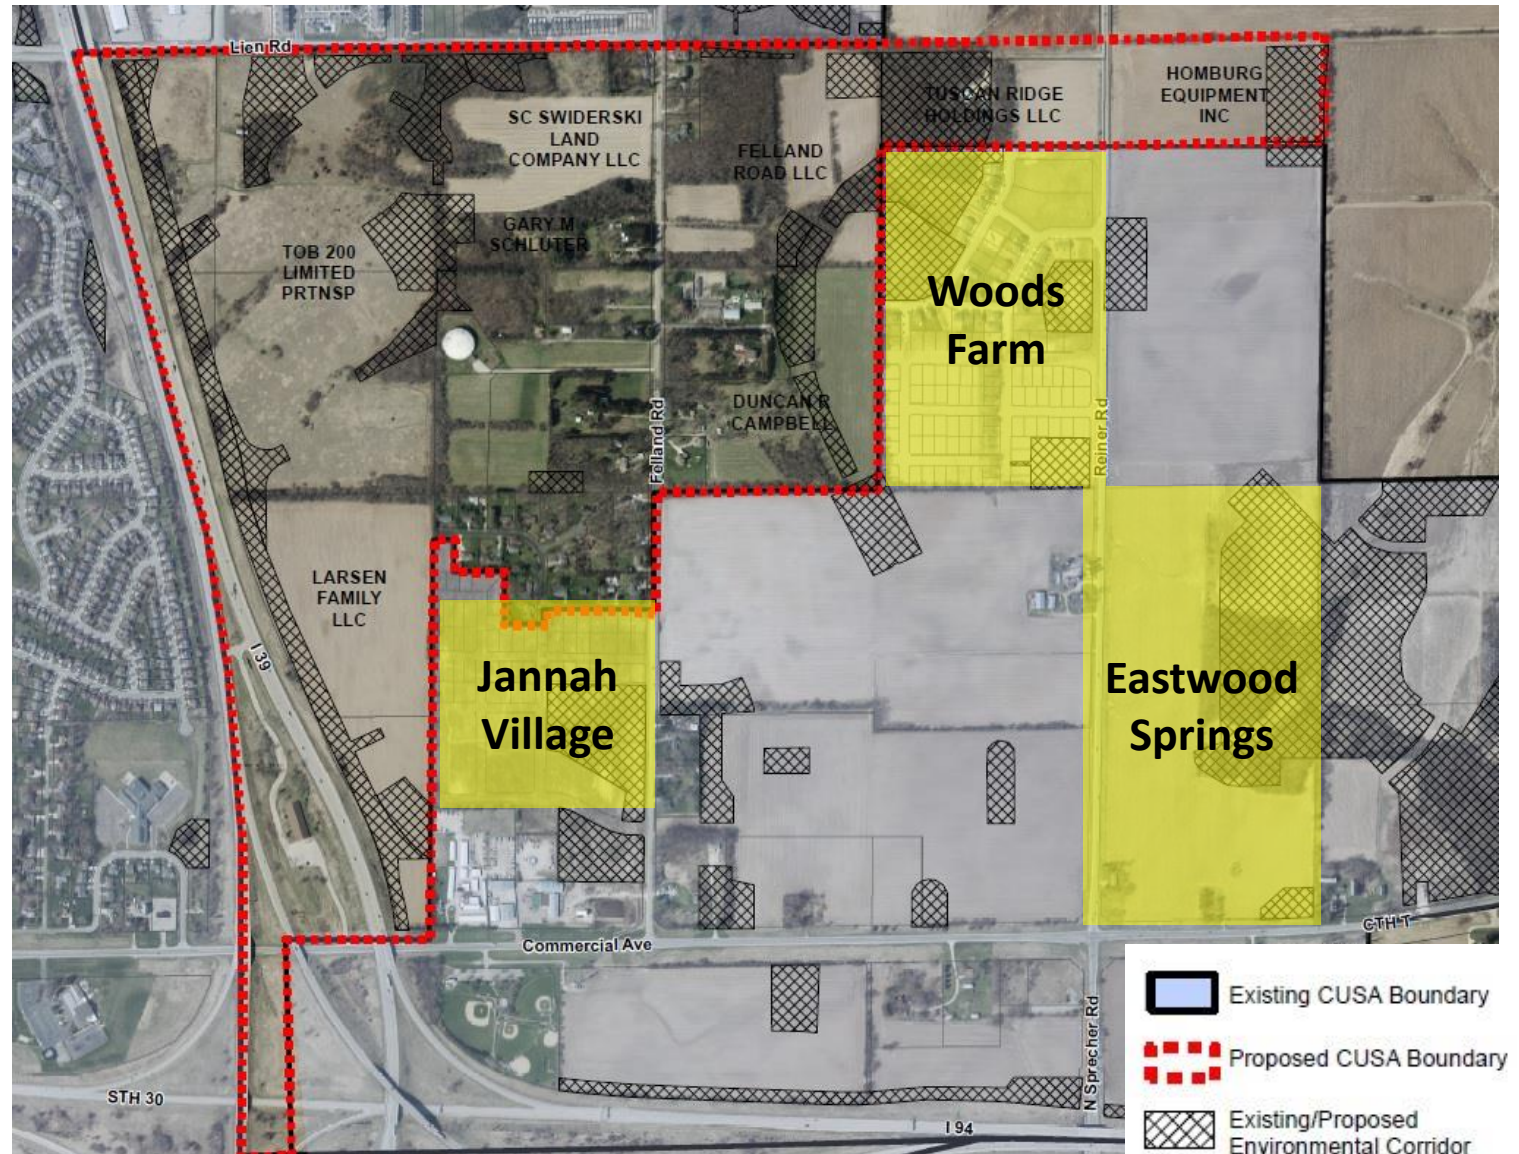 Lien Rd
HOMBURG
EQUIPMENT
INC
TUSCAN RIDGE
HOLDINGS LLC
SC SWIDERSKI
LAND
COMPANY LLC
FELLAND
ROAD LLC
GARY M
SCHLUTER
TOB 200
LIMITED
PRTNSP
Woods
Farm
DUNCAN R
CAMPBELL
Felland Rd
Reiner Rd
LARSEN
FAMILY
LLC
I 39
Jannah
Village
Eastwood
Springs
CTH T
Commercial Ave
N Sprecher Rd
STH 30
I 94
Existing CUSA Boundary
Proposed CUSA Boundary
Existing/Proposed
Environmental Corridor